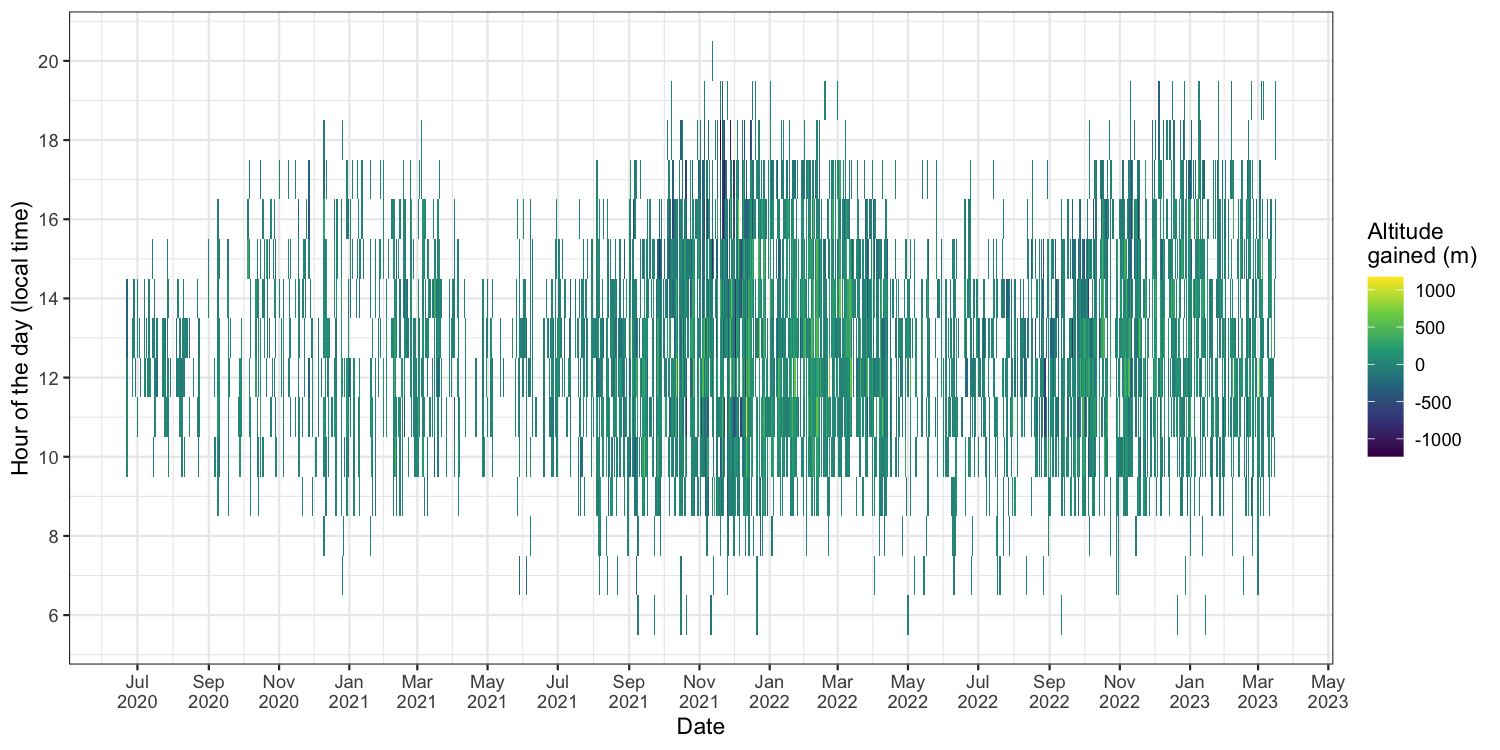 Hour of the day (local time)
20
18
16
14
12
10
8
6
Jul Sep Nov Jan Mar May Jul Sep Nov Jan Mar May Jul Sep Nov Jan Mar May
2020 2020 2020 2021 2021 2021 2021 2021 2021 2022 2022 2022 2022 2022 2022 2023 2023 2023
Date
Altitude
gained (m)
1000
500
0
-500
-1000